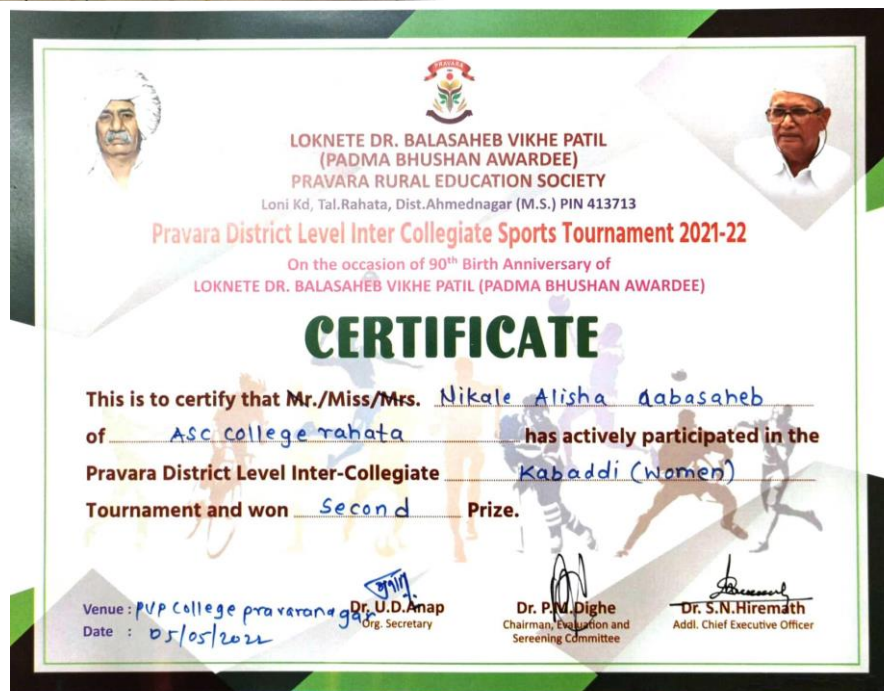 PRAVARA
LOKNETE DR. BALASAHEB VIKHE PATIL
(PADMA BHUSHAN AWARDEE)
PRAVARA RURAL EDUCATION SOCIETY
Loni Kd, Tal.Rahata, Dist.Ahmednagar (M.S.) PIN 413713
Pravara District Level Inter Collegiate Sports Tournament 2021-22
On the occasion of 90th Birth Anniversary of
LOKNETE DR. BALASAHEB VIKHE PATIL (PADMA BHUSHAN AWARDEE)
CERTIFICATE
This is to certify that Mr./Miss/Mrs. Nikale Alisha aabasaheb
of ASC college rahata has actively participated in the
Pravara District Level Inter-Collegiate Kabaddi (Women)
Tournament and won Second Prize.
Venue : PVP College pravaranagar
Date : 05/05/2022
Dr. U.D.Anap
Org. Secretary
Dr. P.M.Dighe
Chairman, Evaluation and
Sereening Committee
Dr. S.N.Hiremath
Addl. Chief Executive Officer